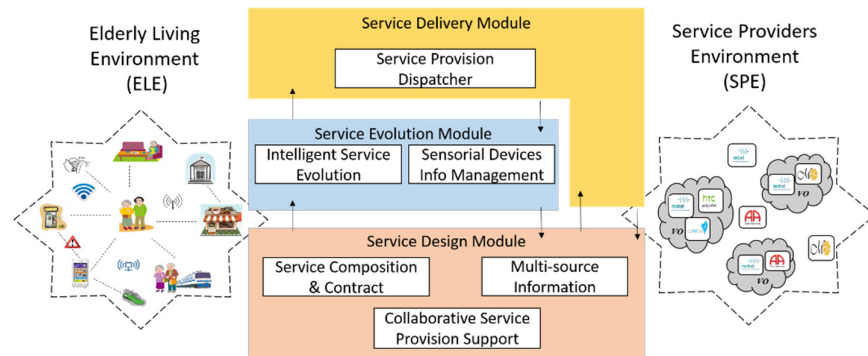 Elderly Living
Environment
(ELE)
Service Delivery Module
Service Provision
Dispatcher
Service Providers
Environment
(SPE)
Service Evolution Module
Intelligent Service
Evolution
Sensorial Devices
Info Management
Service Design Module
Service Composition
& Contract
Multi-source
Information
Collaborative Service
Provision Support
VO
htc
VO
VO